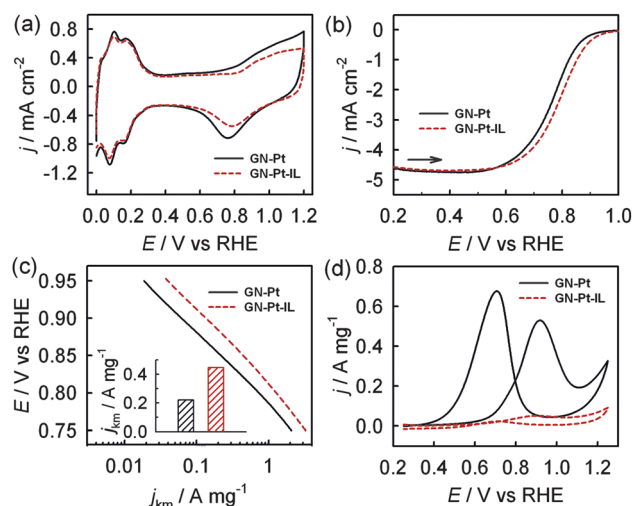 (a)
j / mA cm⁻²
0.8
0.4
0.0
-0.4
-0.8
-1.2
GN-Pt
GN-Pt-IL
0.0 0.2 0.4 0.6 0.8 1.0 1.2
E / V vs RHE
(b)
j / mA cm⁻²
0
-1
-2
-3
-4
-5
GN-Pt
GN-Pt-IL
0.2 0.4 0.6 0.8 1.0
E / V vs RHE
(c)
E / V vs RHE
0.95
0.90
0.85
0.80
0.75
GN-Pt
GN-Pt-IL
jkm / A mg⁻¹
0.4
0.2
0.0
0.01 0.1 1
jkm / A mg⁻¹
(d)
j / A mg⁻¹
0.8
0.6
0.4
0.2
0.0
GN-Pt
GN-Pt-IL
0.2 0.4 0.6 0.8 1.0 1.2
E / V vs RHE